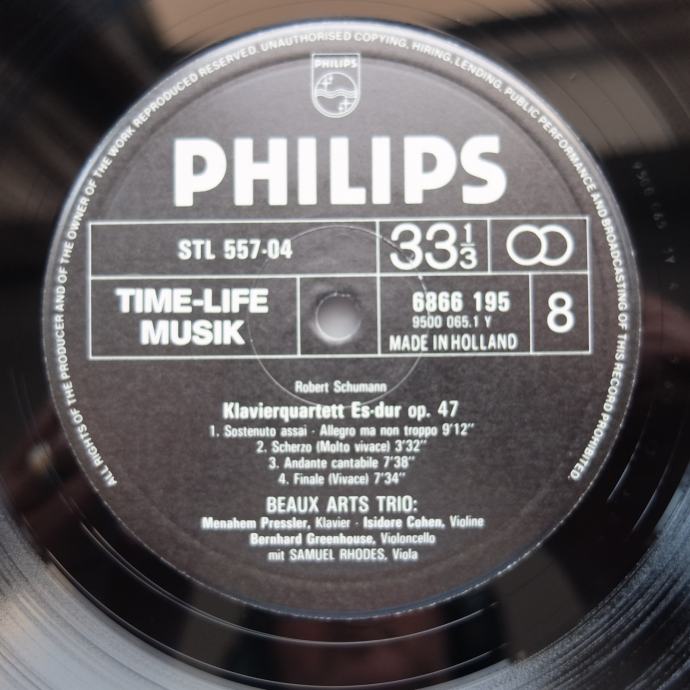 ALL RIGHTS OF THE PRODUCER AND OF THE OWNER OF THE WORK REPRODUCED RESERVED. UNAUTHORISED COPYING, HIRING, LENDING, PUBLIC PERFORMANCE AND BROADCASTING OF THIS RECORD PROHIBITED.
PHILIPS
PHILIPS
STL 557-04
33 1/3
TIME-LIFE
MUSIK
6866 195
9500 065.1 Y
MADE IN HOLLAND
8
Robert Schumann
Klavierquartett Es-dur op. 47
1. Sostenuto assai · Allegro ma non troppo 9'12''
2. Scherzo (Molto vivace) 3'32''
3. Andante cantabile 7'38''
4. Finale (Vivace) 7'34''
BEAUX ARTS TRIO:
Menahem Pressler, Klavier · Isidore Cohen, Violine
Bernhard Greenhouse, Violoncello
mit SAMUEL RHODES, Viola